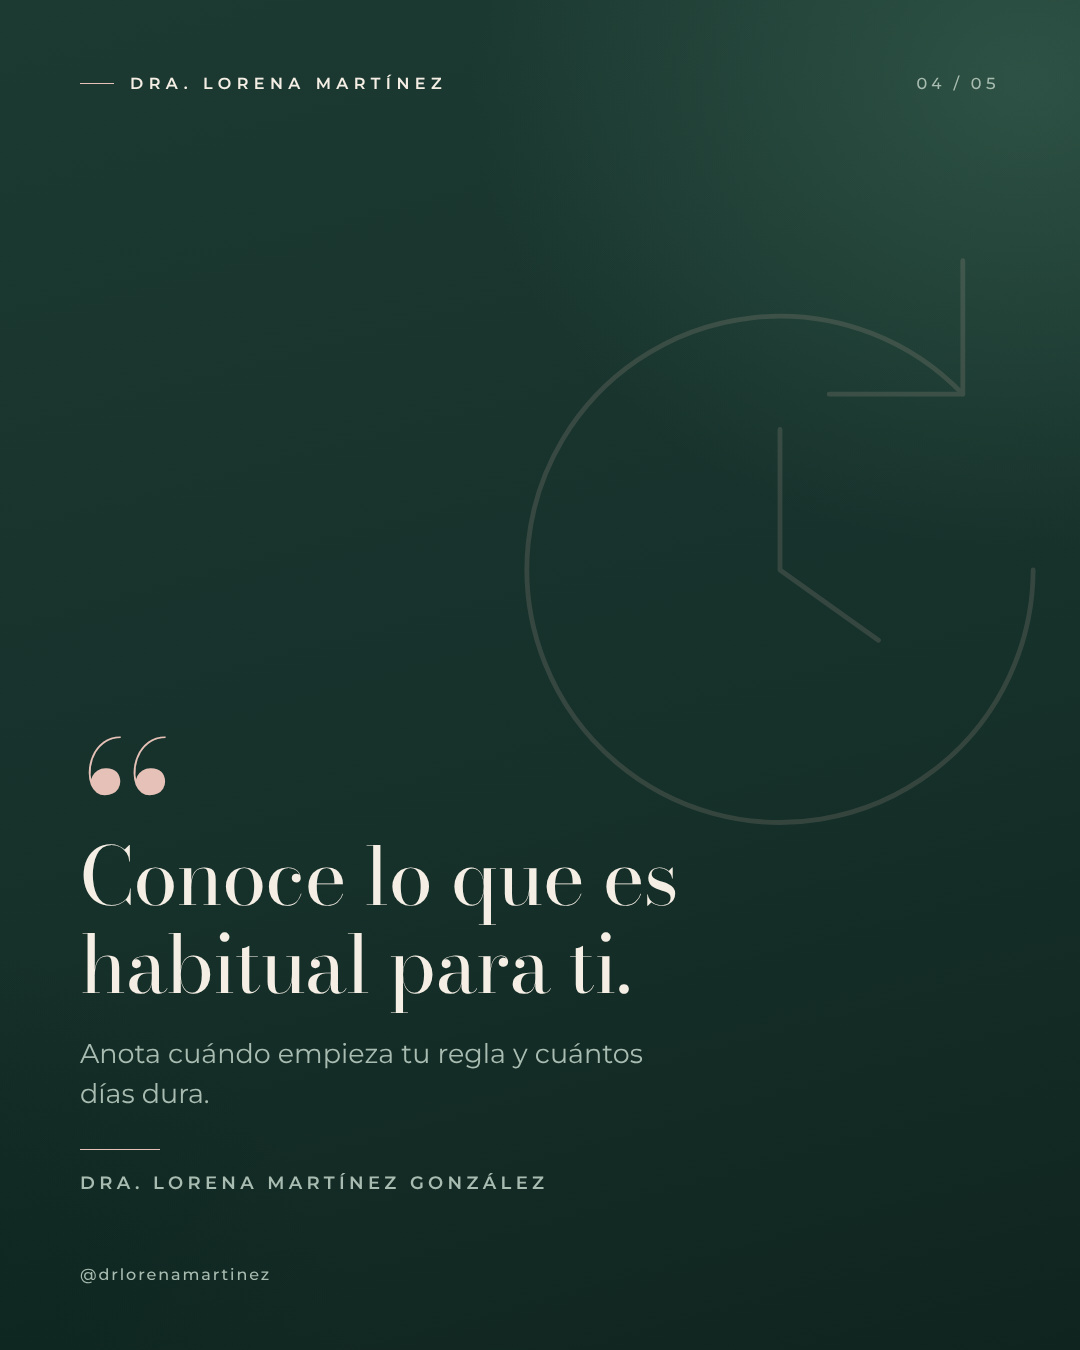 DRA. LORENA MARTÍNEZ
04 / 05
“
Conoce lo que es
habitual para ti.
Anota cuándo empieza tu regla y cuántos
días dura.
DRA. LORENA MARTÍNEZ GONZÁLEZ
@drlorenamartinez